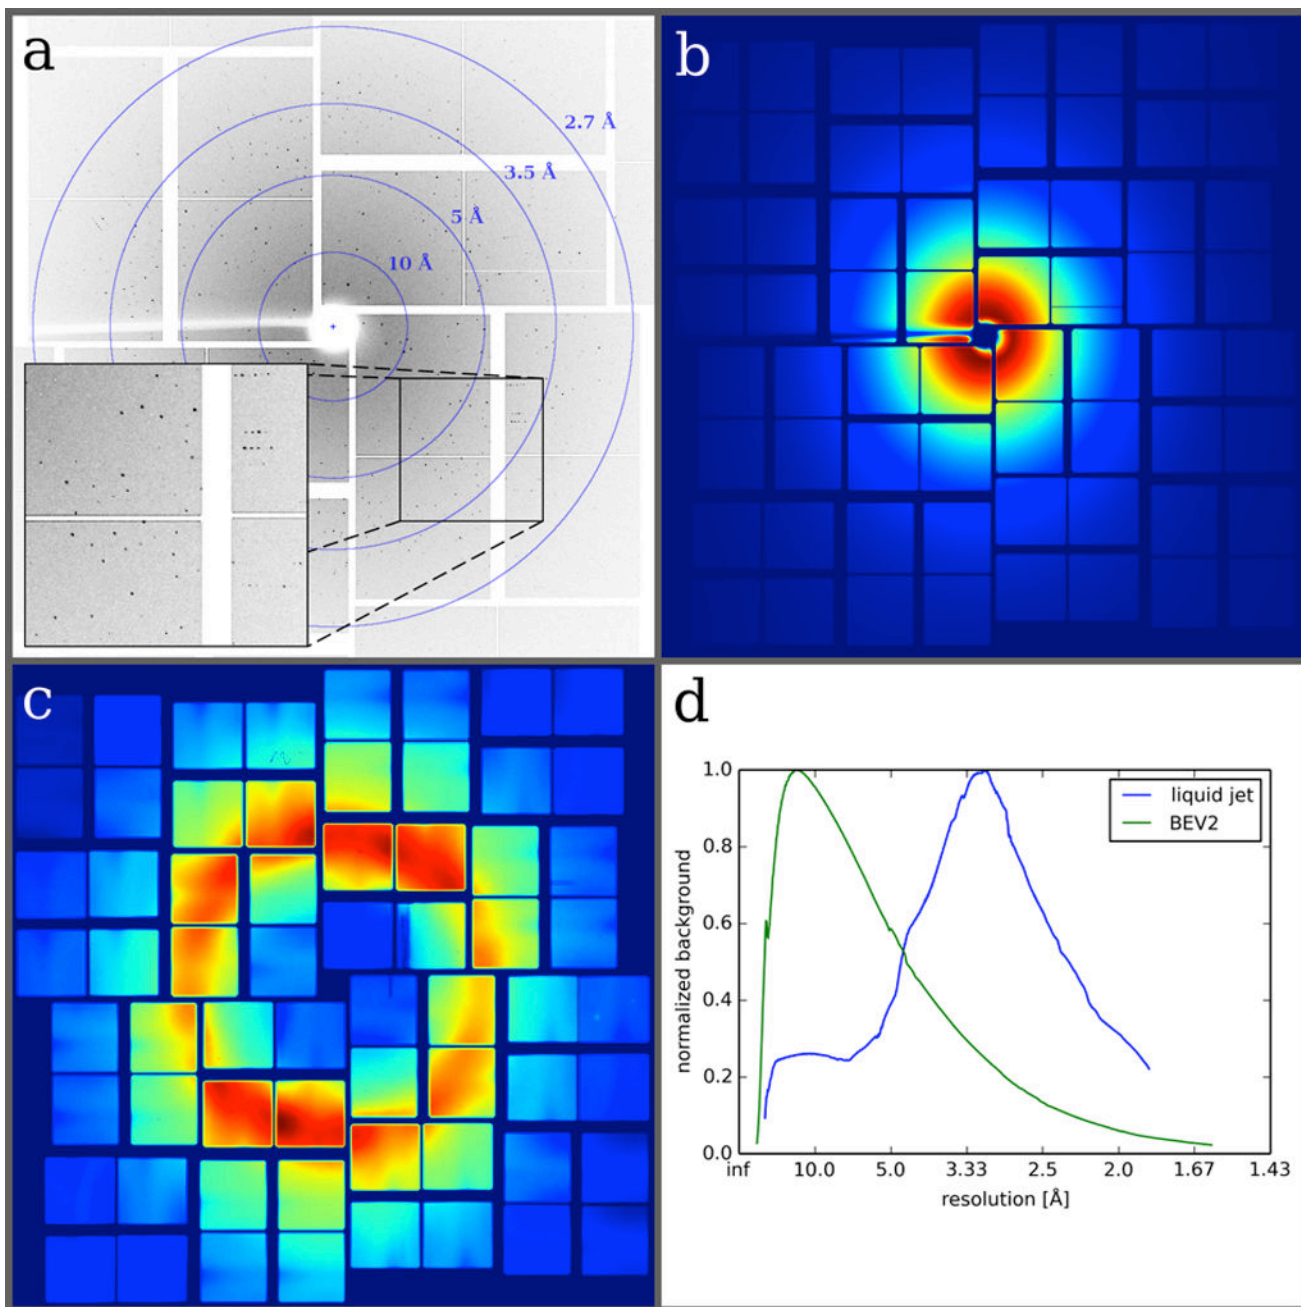 a
2.7 Å
3.5 Å
5 Å
10 Å
b
c
d
1.0
0.8
0.6
0.4
0.2
0.0
normalized background
liquid jet
BEV2
inf 10.0 5.0 3.33 2.5 2.0 1.67 1.43
resolution [Å]